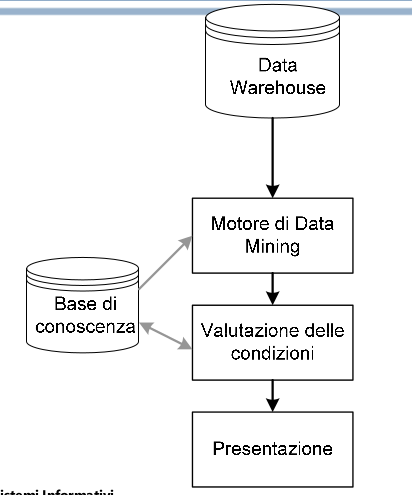 Data
Warehouse
Motore di Data
Mining
Base di
conoscenza
Valutazione delle
condizioni
Presentazione
istemi Informativi